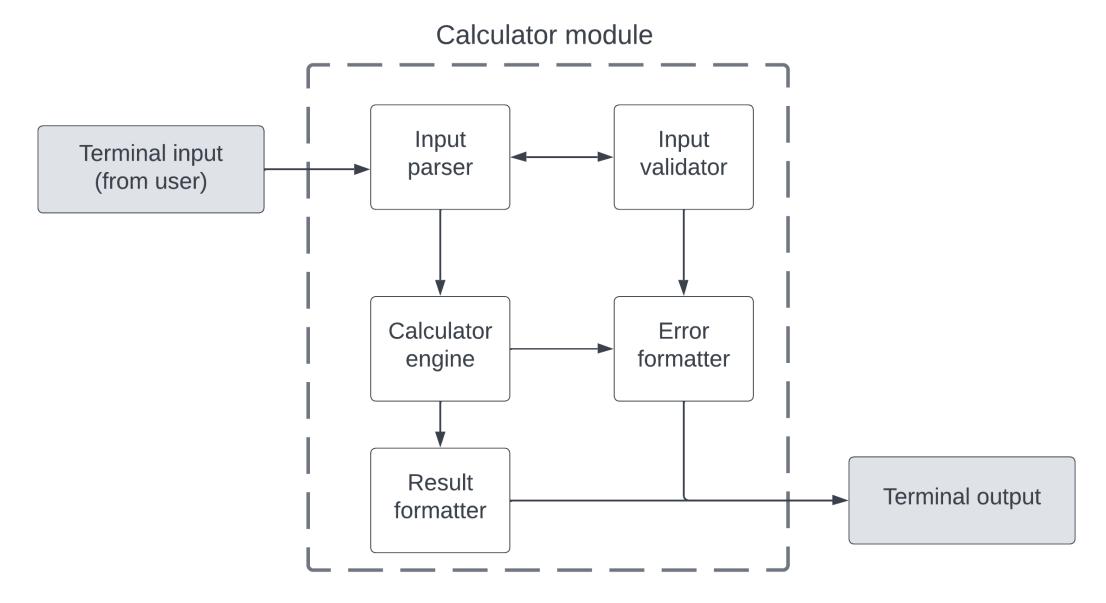 Calculator module
Terminal input
(from user)
Input
parser
Input
validator
Calculator
engine
Error
formatter
Result
formatter
Terminal output